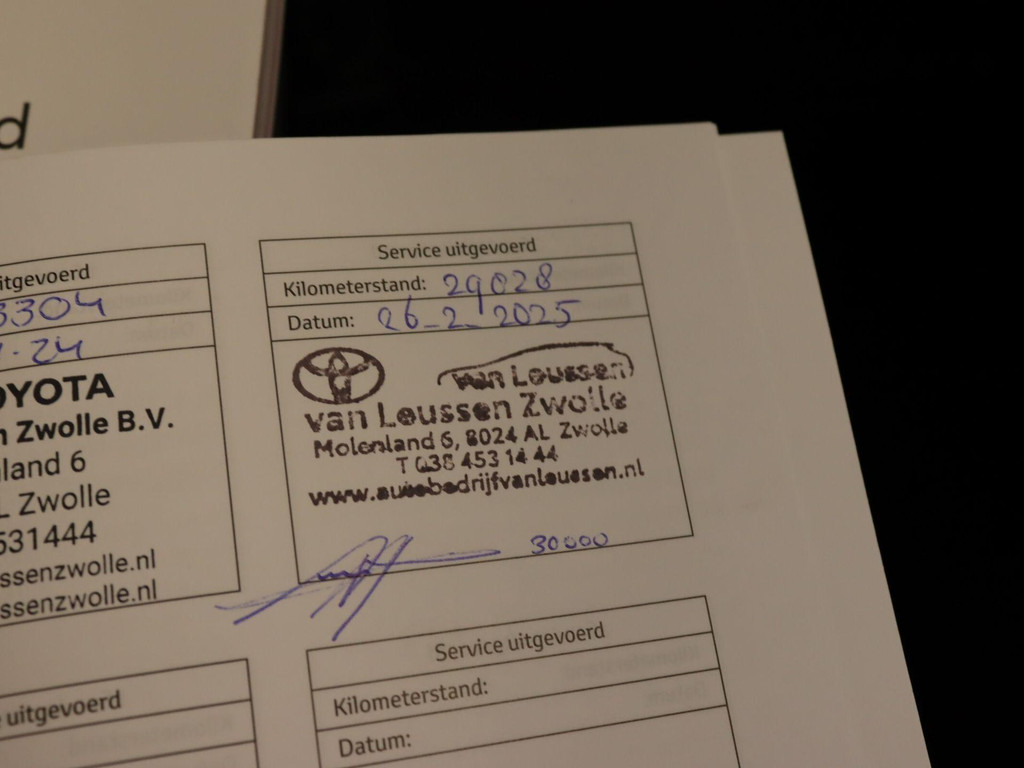 d
itgevoerd
3304
-24
OYOTA
n Zwolle B.V.
land 6
L Zwolle
531444
ssenzwolle.nl
ssenzwolle.nl
Service uitgevoerd
Kilometerstand: 29028
Datum: 26-2-2025
van Leussen
van Leussen Zwolle
Molenland 6, 8024 AL Zwolle
T 038 453 14 44
www.autobedrijfvanleussen.nl
30000
uitgevoerd
Service uitgevoerd
Kilometerstand:
Datum: